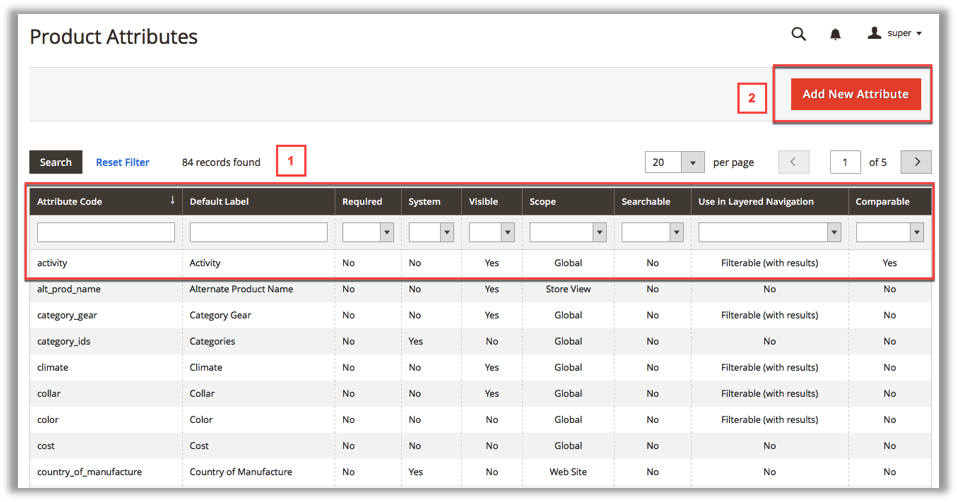 Product Attributes
super
2
Add New Attribute
Search Reset Filter 84 records found 1 20 per page 1 of 5
Attribute Code ↓ Default Label Required System Visible Scope Searchable Use in Layered Navigation Comparable
activity Activity No No Yes Global No Filterable (with results) Yes
alt_prod_name Alternate Product Name No No Yes Store View No No No
category_gear Category Gear No No Yes Global No Filterable (with results) No
category_ids Categories No Yes No Global No No No
climate Climate No No Yes Global No Filterable (with results) No
collar Collar No No Yes Global No Filterable (with results) No
color Color No No No Global No Filterable (with results) No
cost Cost No No No Global No No No
country_of_manufacture Country of Manufacture No Yes No Web Site No No No